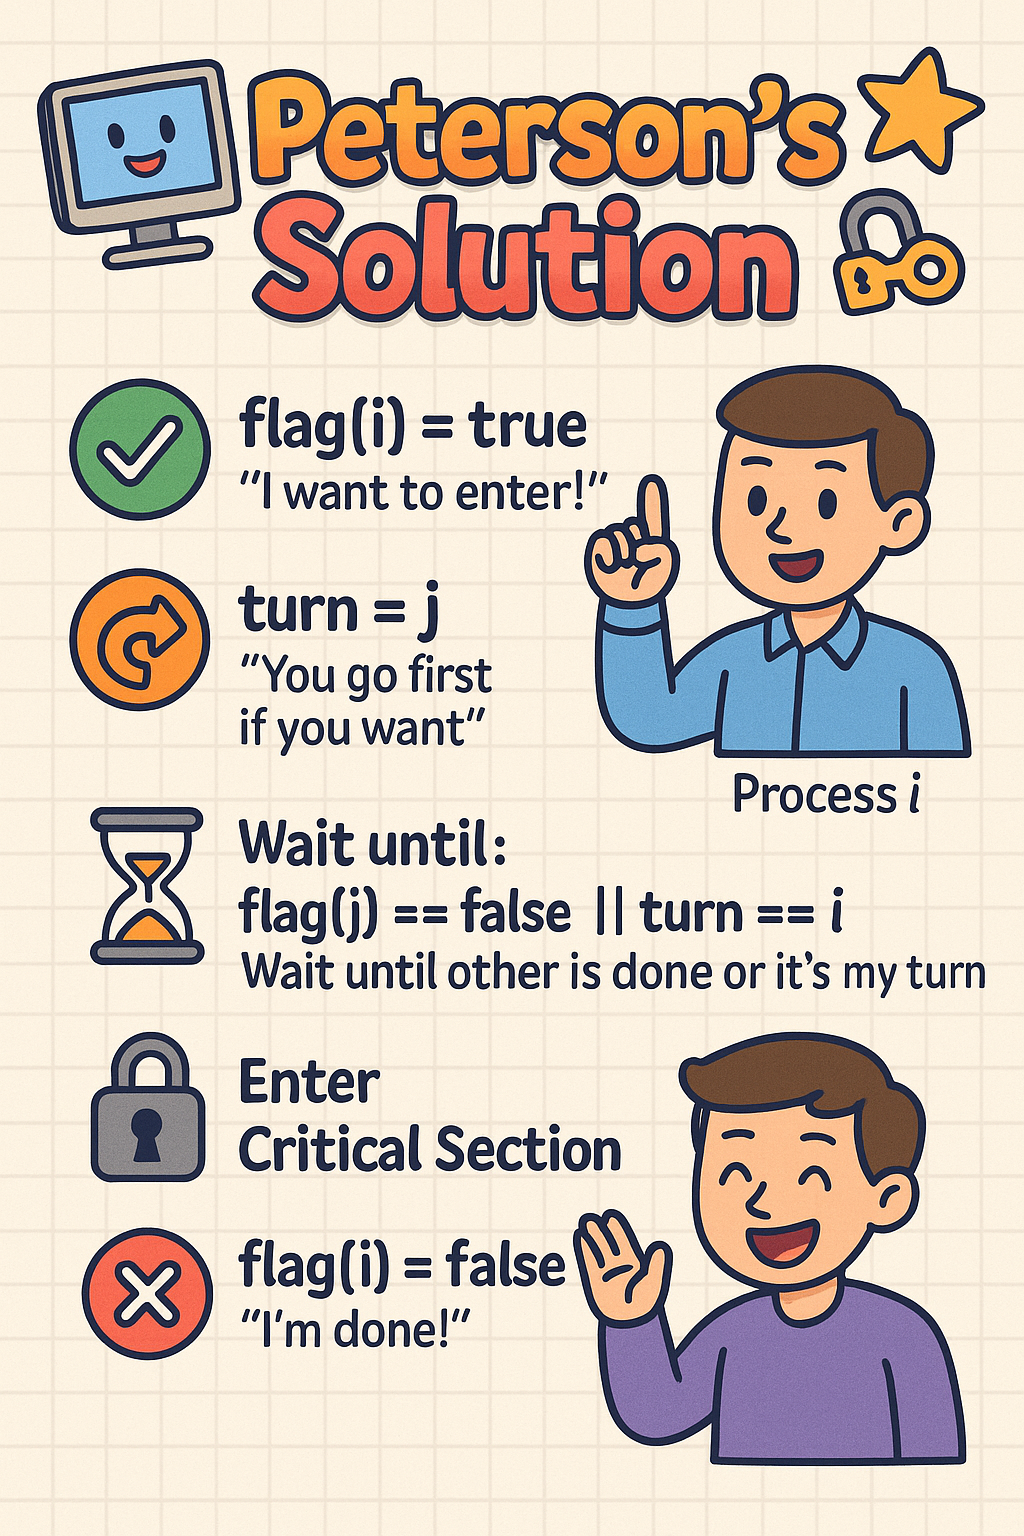 Peterson's
Solution
flag(i) = true
"I want to enter!"
turn = j
"You go first
if you want"
Process i
Wait until:
flag(j) == false || turn == i
Wait until other is done or it's my turn
Enter
Critical Section
flag(i) = false
"I'm done!"